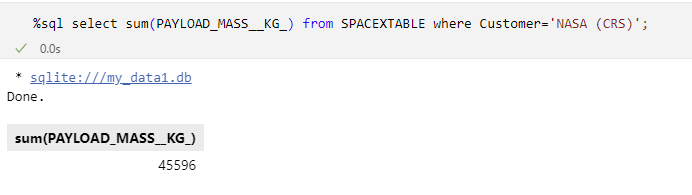 %sql select sum(PAYLOAD_MASS__KG_) from SPACEXTABLE where Customer='NASA (CRS)';
✓ 0.0s
* sqlite:///my_data1.db
Done.
sum(PAYLOAD_MASS__KG_)
45596